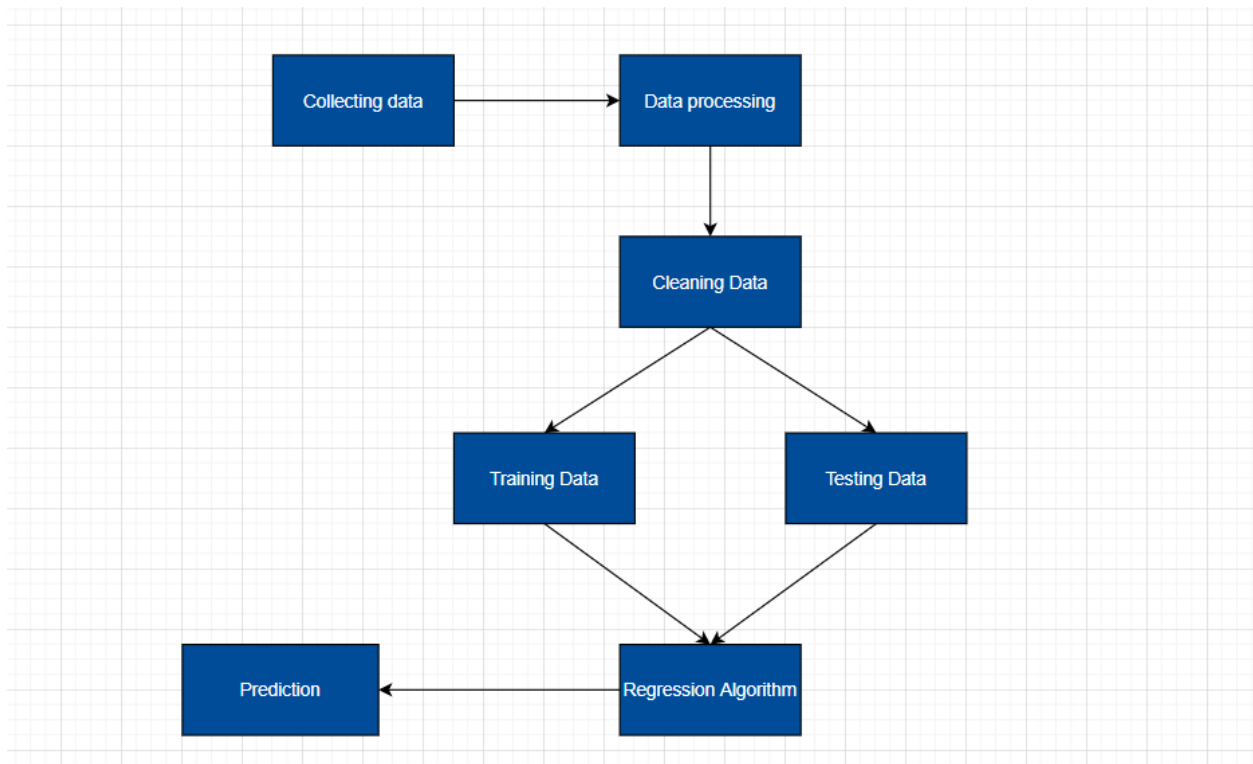 Collecting data
Data processing
Cleaning Data
Training Data
Testing Data
Prediction
Regression Algorithm